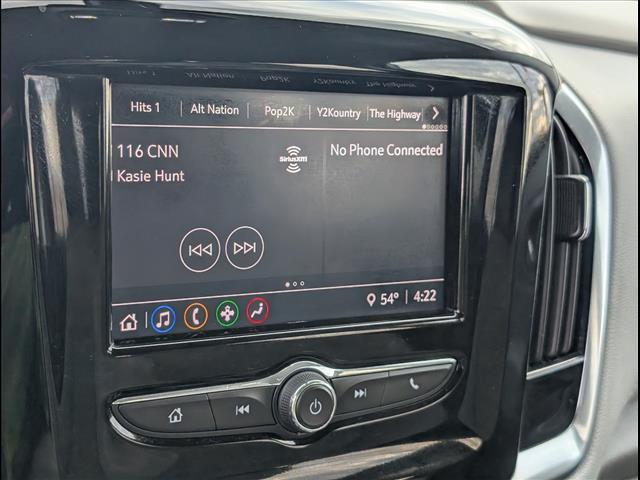 Hits 1 Alt Nation Pop2K Y2Kountry The Highway
116 CNN
Kasie Hunt
SiriusXM
No Phone Connected
54° 4:22